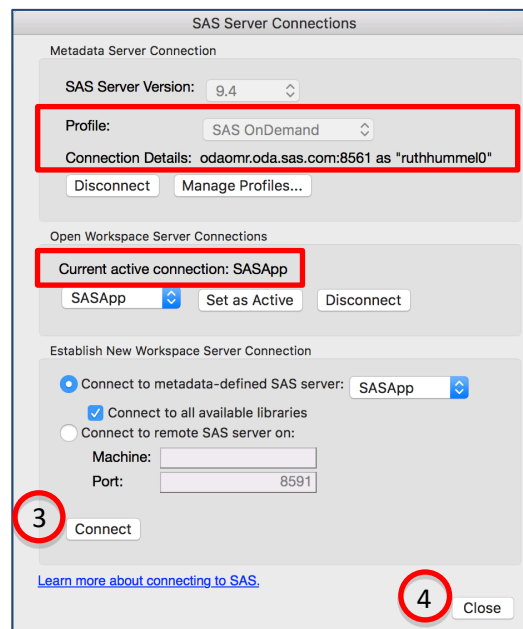 SAS Server Connections
Metadata Server Connection
SAS Server Version: 9.4
Profile: SAS OnDemand
Connection Details: odaomr.oda.sas.com:8561 as "ruthhummel0"
Disconnect Manage Profiles...
Open Workspace Server Connections
Current active connection: SASApp
SASApp Set as Active Disconnect
Establish New Workspace Server Connection
Connect to metadata-defined SAS server: SASApp
Connect to all available libraries
Connect to remote SAS server on:
Machine:
Port: 8591
3 Connect
Learn more about connecting to SAS.
4 Close